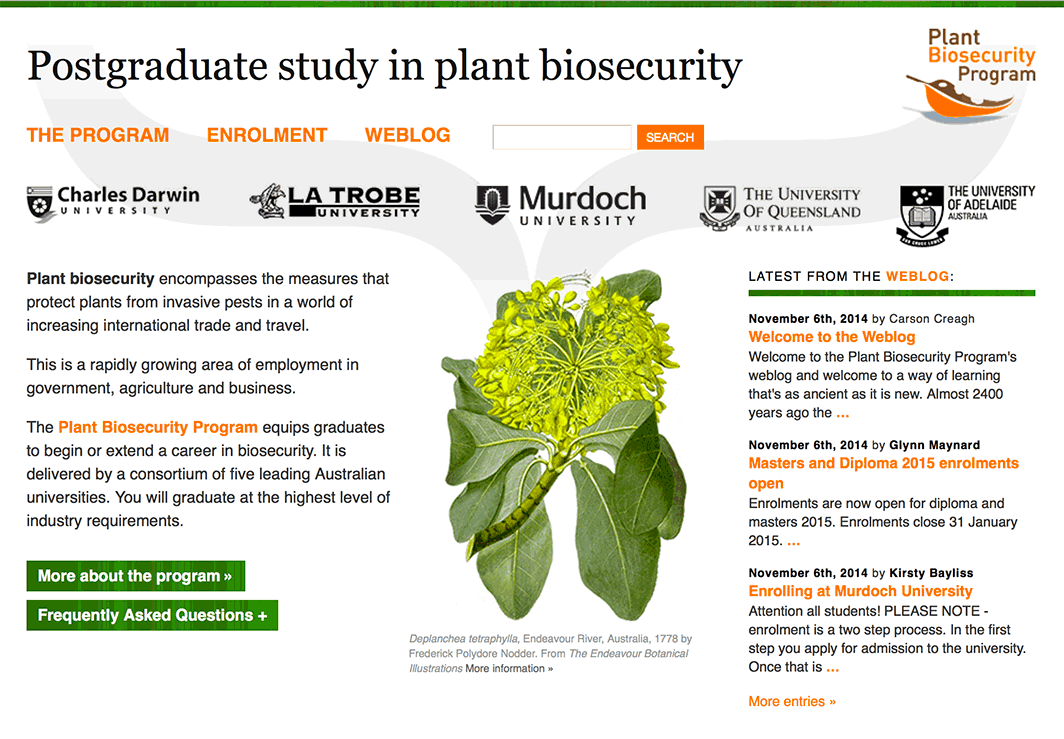 Postgraduate study in plant biosecurity
Plant
Biosecurity
Program
THE PROGRAM
ENROLMENT
WEBLOG
SEARCH
Charles Darwin
UNIVERSITY
LA TROBE
UNIVERSITY
Murdoch
UNIVERSITY
THE UNIVERSITY
OF QUEENSLAND
AUSTRALIA
THE UNIVERSITY
OF ADELAIDE
AUSTRALIA
Plant biosecurity encompasses the measures that
protect plants from invasive pests in a world of
increasing international trade and travel.
This is a rapidly growing area of employment in
government, agriculture and business.
The Plant Biosecurity Program equips graduates
to begin or extend a career in biosecurity. It is
delivered by a consortium of five leading Australian
universities. You will graduate at the highest level of
industry requirements.
More about the program »
Frequently Asked Questions +
Deplanchea tetraphylla, Endeavour River, Australia, 1778 by
Frederick Polydore Nodder. From The Endeavour Botanical
Illustrations More information »
LATEST FROM THE WEBLOG:
November 6th, 2014 by Carson Creagh
Welcome to the Weblog
Welcome to the Plant Biosecurity Program's
weblog and welcome to a way of learning
that's as ancient as it is new. Almost 2400
years ago the ...
November 6th, 2014 by Glynn Maynard
Masters and Diploma 2015 enrolments
open
Enrolments are now open for diploma and
masters 2015. Enrolments close 31 January
2015. ...
November 6th, 2014 by Kirsty Bayliss
Enrolling at Murdoch University
Attention all students! PLEASE NOTE -
enrolment is a two step process. In the first
step you apply for admission to the university.
Once that is ...
More entries »